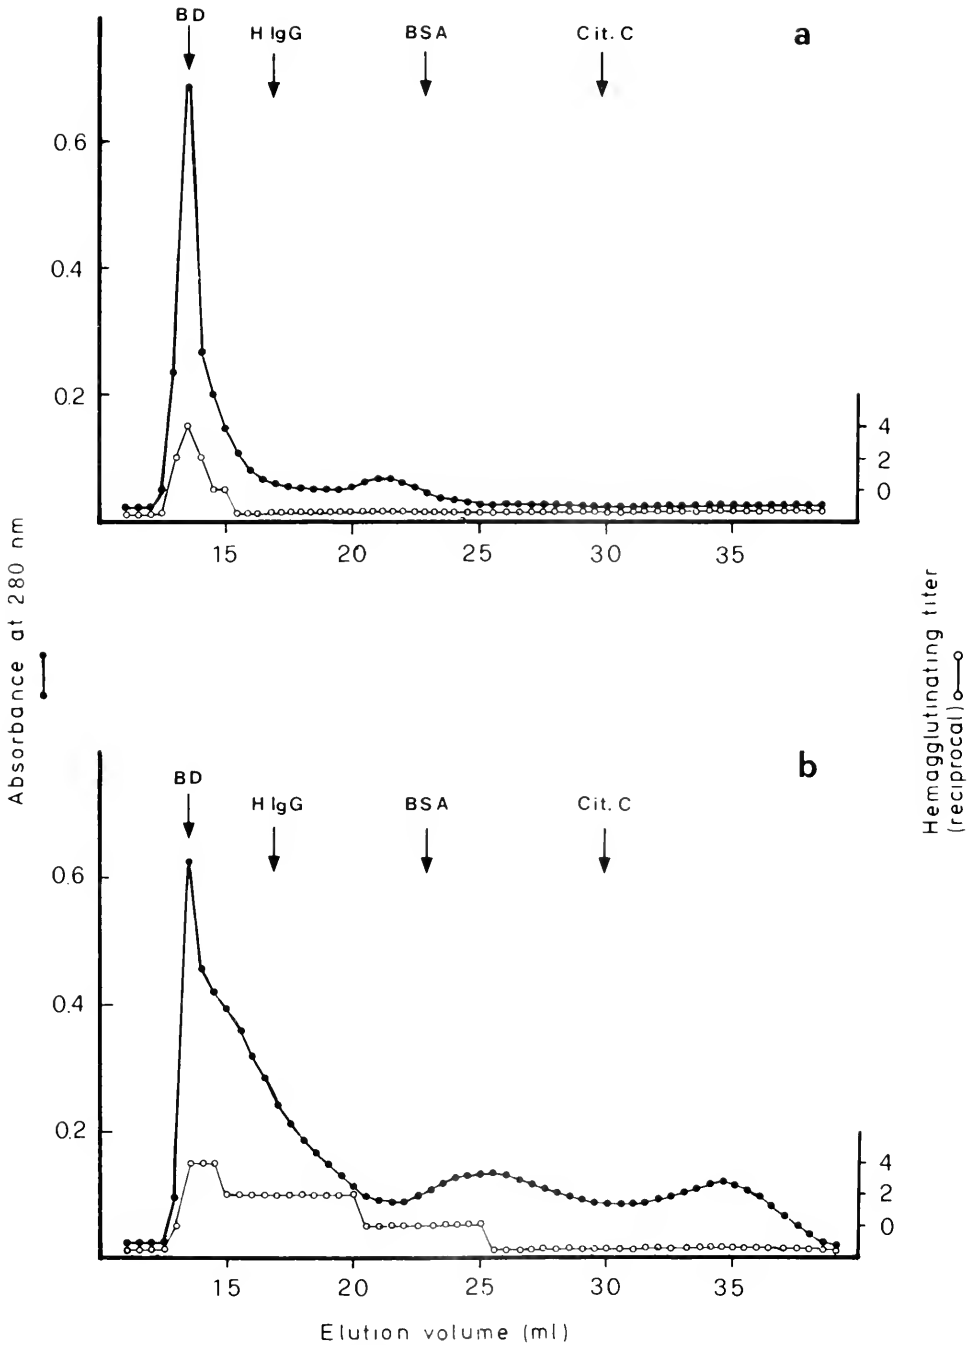 BD
H IgG
BSA
Cit. C
a
0.6
0.4
0.2
4
2
0
15
20
25
30
35
Absorbance at 280 nm
Hemagglutinating titer
(reciprocal)
b
BD
H IgG
BSA
Cit. C
0.6
0.4
0.2
4
2
0
15
20
25
30
35
Elution volume (ml)